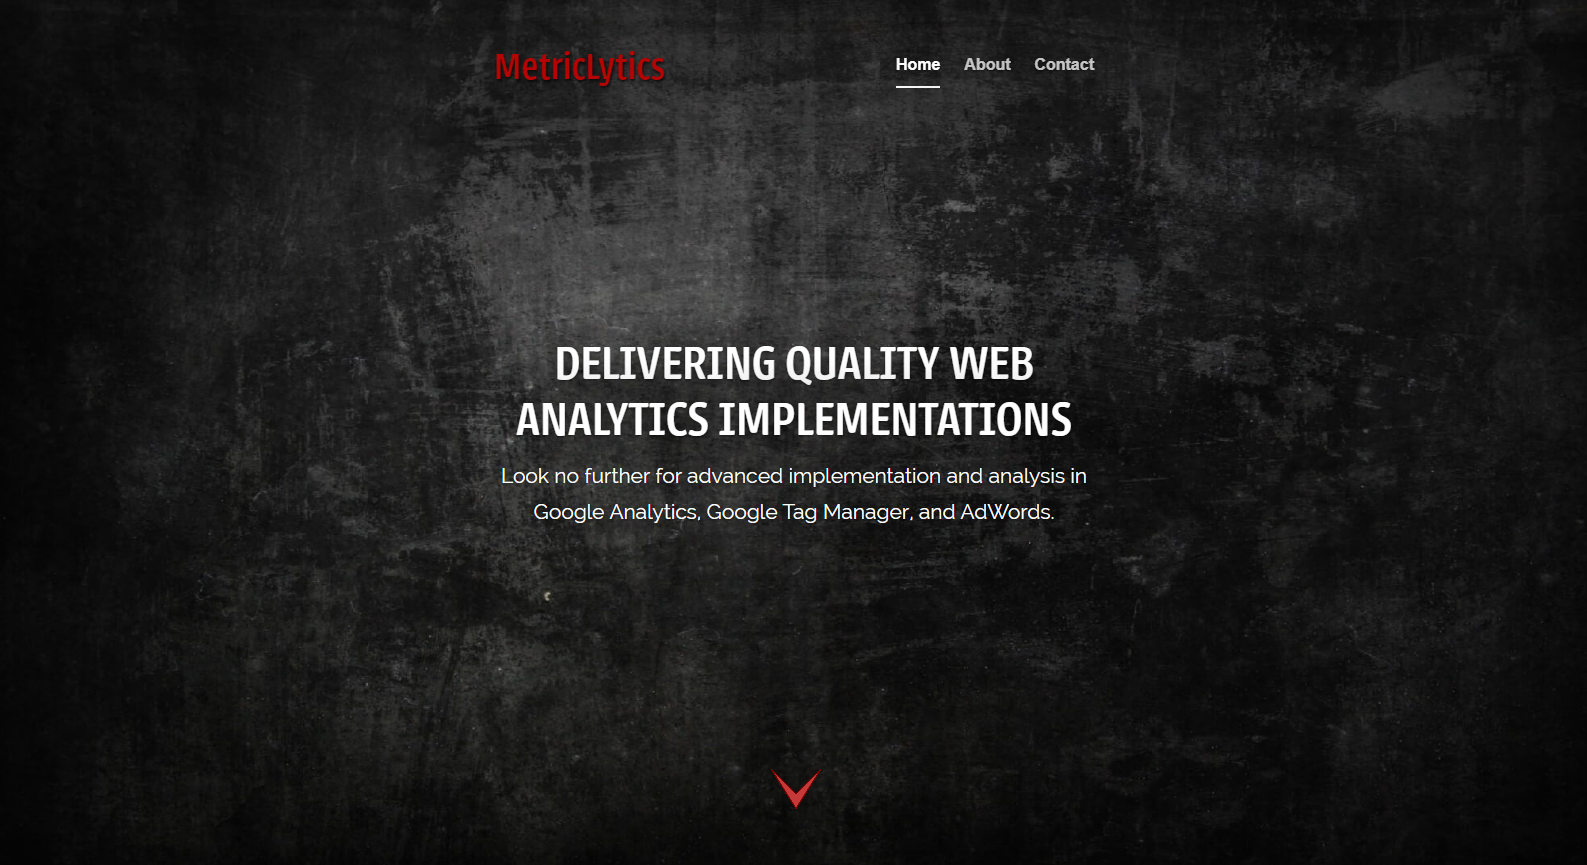 MetricLytics
Home About Contact
DELIVERING QUALITY WEB
ANALYTICS IMPLEMENTATIONS
Look no further for advanced implementation and analysis in
Google Analytics, Google Tag Manager, and AdWords.